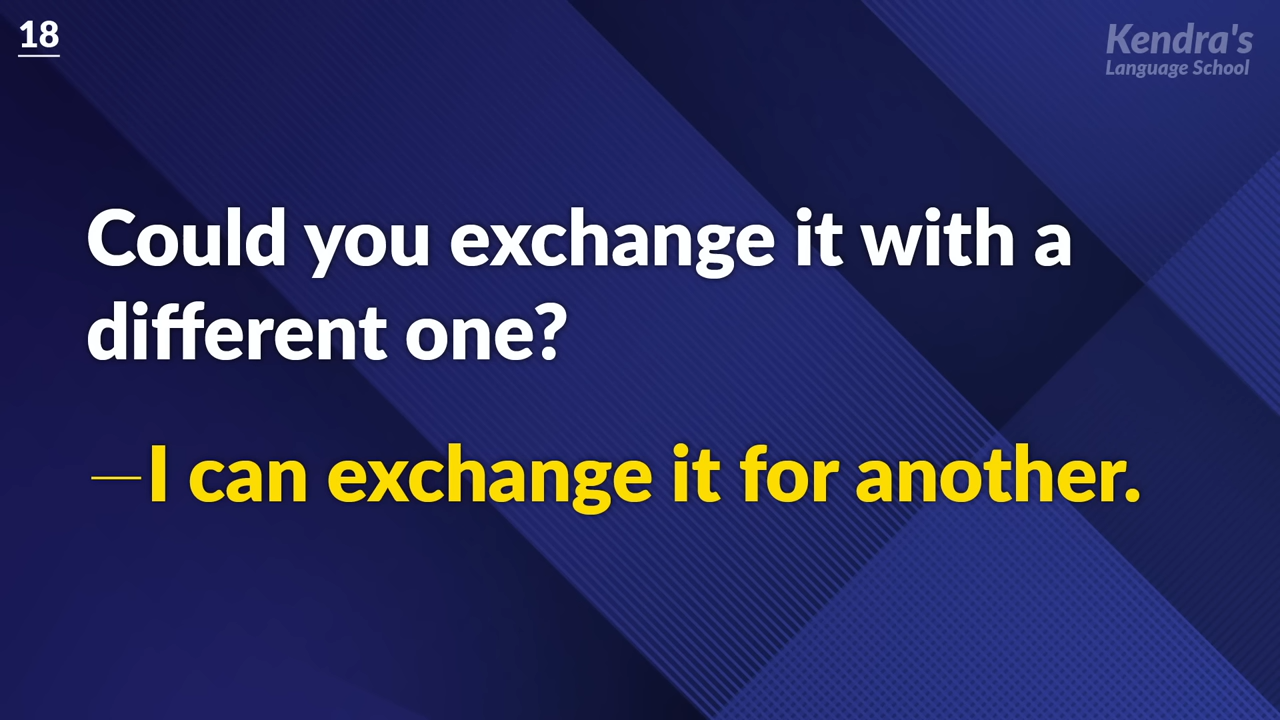 18
Kendra's
Language School
Could you exchange it with a
different one?
—I can exchange it for another.